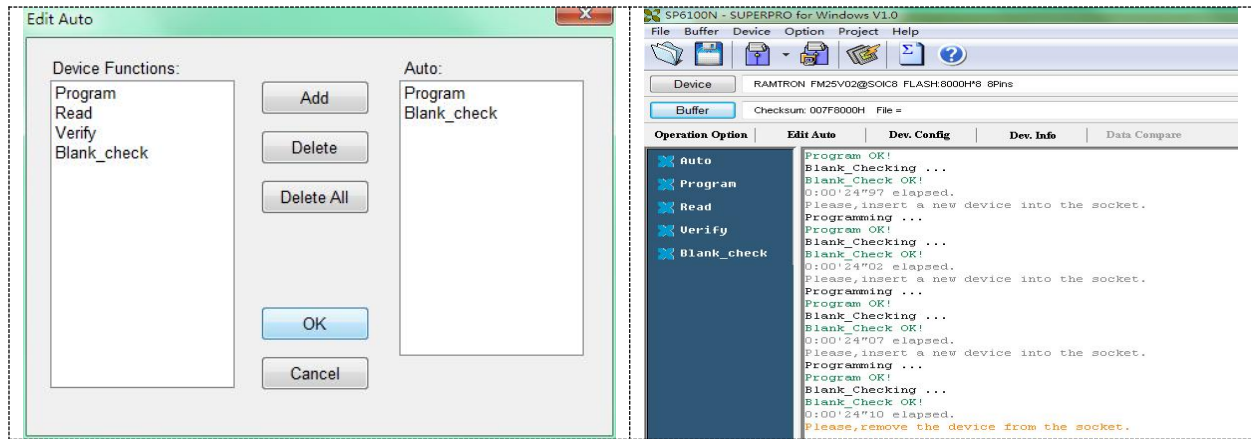 Edit Auto
Device Functions:
Program
Read
Verify
Blank_check
Add
Delete
Delete All
OK
Cancel
Auto:
Program
Blank_check
SP6100N - SUPERPRO for Windows V1.0
File Buffer Device Option Project Help
Device RAMTRON FM25V02@SOIC8 FLASH:8000H*8 8Pins
Buffer Checksum: 007F8000H File =
Operation Option Edit Auto Dev. Config Dev. Info Data Compare
Auto
Program
Read
Verify
Blank_check
Program OK!
Blank_Checking ...
Blank_Check OK!
0:00'24"97 elapsed.
Please,insert a new device into the socket.
Programming ...
Program OK!
Blank_Checking ...
Blank_Check OK!
0:00'24"02 elapsed.
Please,insert a new device into the socket.
Programming ...
Program OK!
Blank_Checking ...
Blank_Check OK!
0:00'24"07 elapsed.
Please,insert a new device into the socket.
Programming ...
Program OK!
Blank_Checking ...
Blank_Check OK!
0:00'24"10 elapsed.
Please,remove the device from the socket.